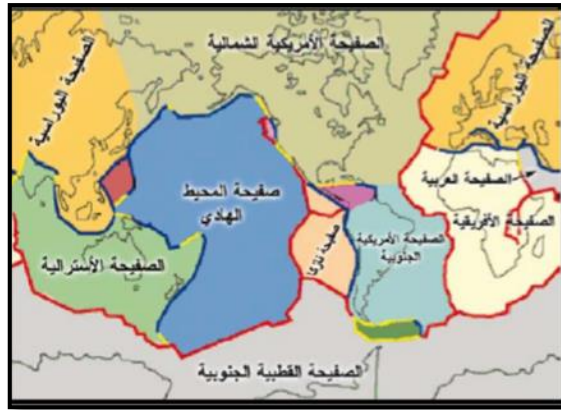 الصفيحة الأمريكية الشمالية
الصفيحة اليوراسية
الصفيحة اليوراسية
صفيحة المحيط
الهادي
الصفيحة العربية
الصفيحة الأفريقية
الصفيحة الأمريكية
الجنوبية
صفيحة نازكا
الصفيحة الأسترالية
الصفيحة القطبية الجنوبية